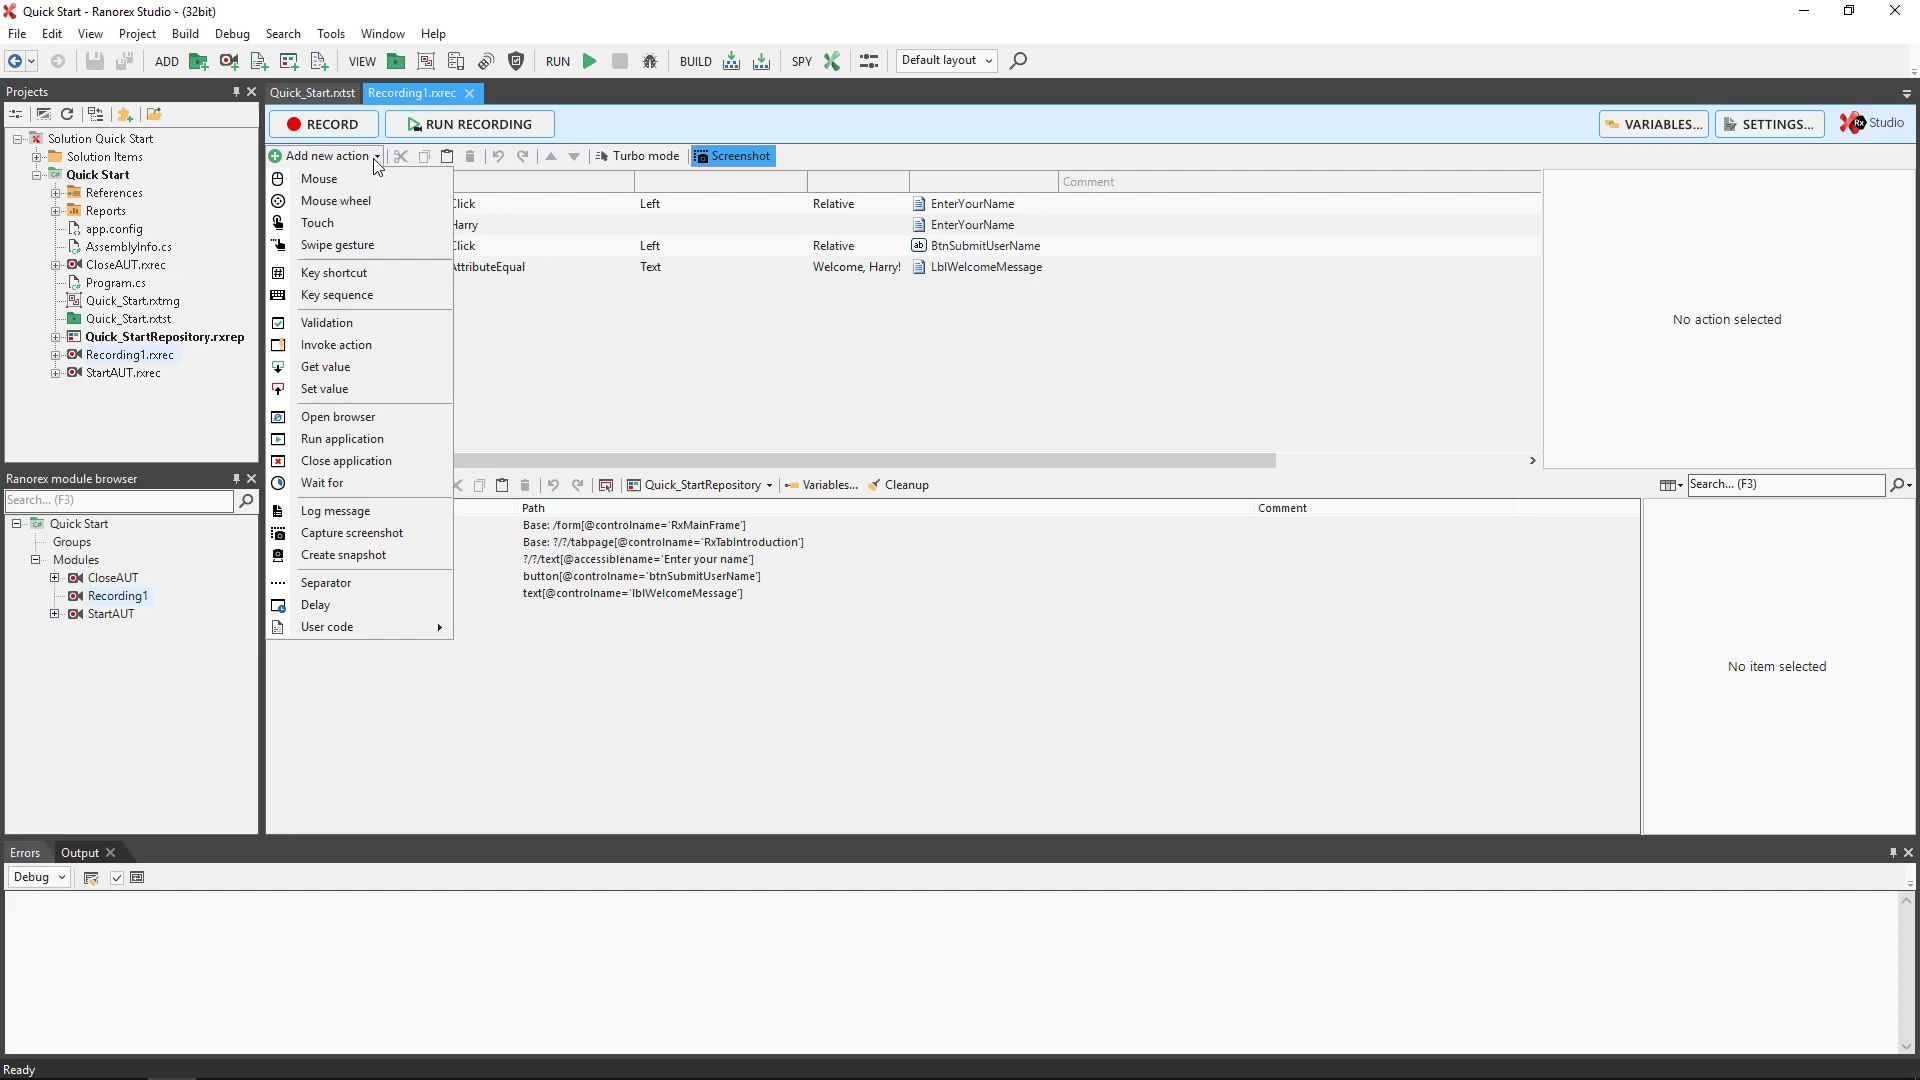 Quick Start - Ranorex Studio - (32bit)
File Edit View Project Build Debug Search Tools Window Help
ADD VIEW RUN BUILD SPY Default layout
Projects
Quick_Start.rxtst Recording1.rxrec
RECORD RUN RECORDING VARIABLES... SETTINGS... Rx Studio
Solution Quick Start
Solution Items
Quick Start
References
Reports
app.config
AssemblyInfo.cs
CloseAUT.rxrec
Program.cs
Quick_Start.rxtmg
Quick_Start.rxtst
Quick_StartRepository.rxrep
Recording1.rxrec
StartAUT.rxrec
Add new action Turbo mode Screenshot
Mouse
Mouse wheel
Touch
Swipe gesture
Key shortcut
Key sequence
Validation
Invoke action
Get value
Set value
Open browser
Run application
Close application
Wait for
Log message
Capture screenshot
Create snapshot
Separator
Delay
User code
Comment
Click Left Relative EnterYourName
Harry EnterYourName
Click Left Relative ab BtnSubmitUserName
AttributeEqual Text Welcome, Harry! LblWelcomeMessage
No action selected
Quick_StartRepository Variables... Cleanup Search... (F3)
Path Comment
Base: /form[@controlname='RxMainFrame']
Base: ?/?/tabpage[@controlname='RxTabIntroduction']
?/?/text[@accessiblename='Enter your name']
button[@controlname='btnSubmitUserName']
text[@controlname='lblWelcomeMessage']
No item selected
Ranorex module browser
Search... (F3)
Quick Start
Groups
Modules
CloseAUT
Recording1
StartAUT
Errors Output
Debug
Ready